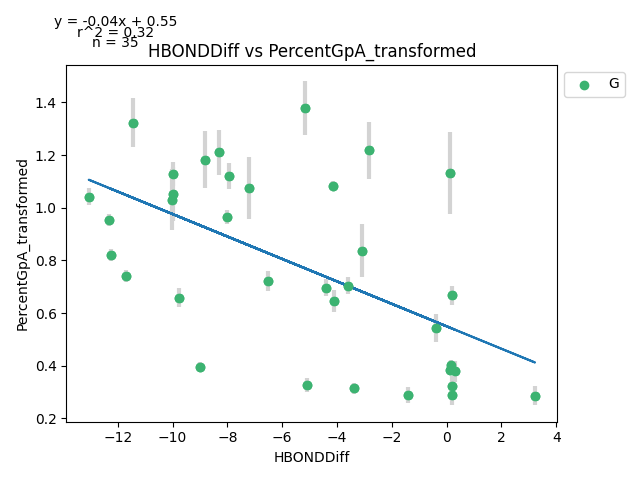 y = -0.04x + 0.55
r^2 = 0.32
n = 35
HBONDDiff vs PercentGpA_transformed
G
1.4
1.2
1.0
0.8
0.6
0.4
0.2
PercentGpA_transformed
−12 −10 −8 −6 −4 −2 0 2 4
HBONDDiff